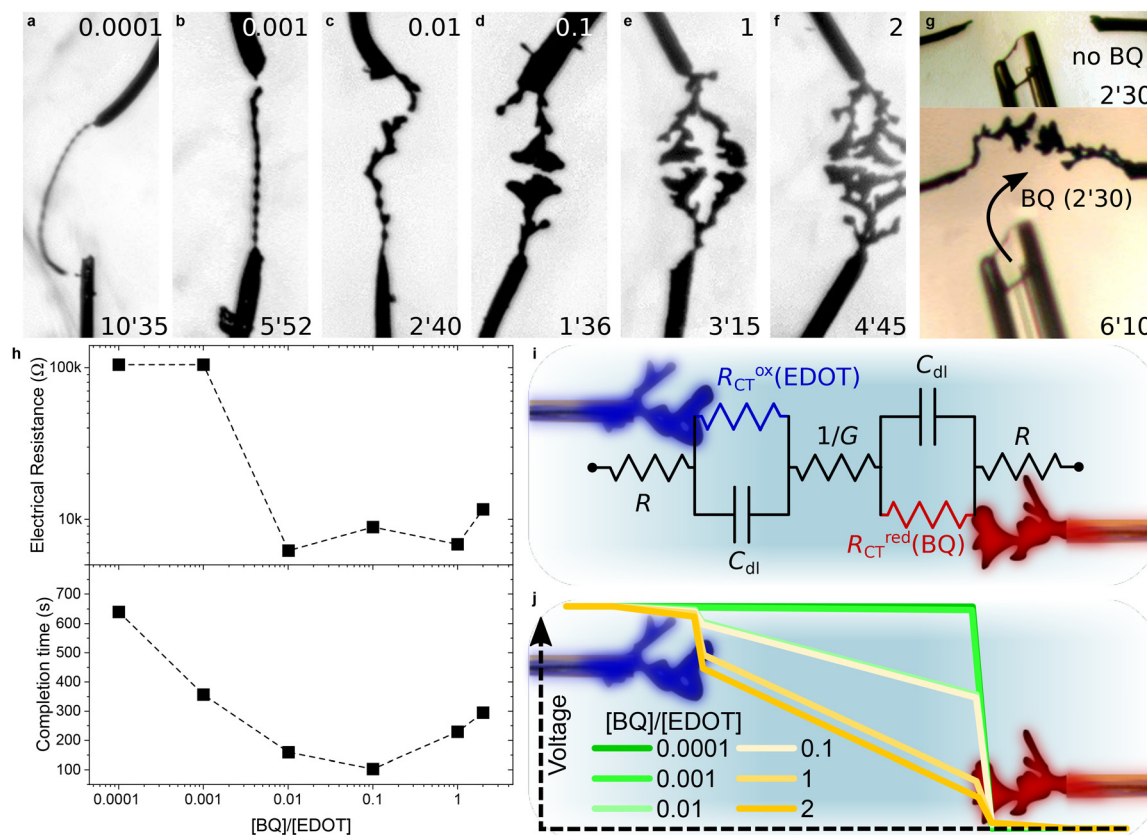 a 0.0001
10'35
b 0.001
5'52
c 0.01
2'40
d 0.1
1'36
e 1
3'15
f 2
4'45
g
no BQ
2'30
BQ (2'30)
6'10
h
Electrical Resistance (Ω)
100k
10k
Completion time (s)
700
600
500
400
300
200
100
0.0001 0.001 0.01 0.1 1
[BQ]/[EDOT]
i
R_CT^ox(EDOT)
C_dl
1/G
R
R
C_dl
R_CT^red(BQ)
j
Voltage
[BQ]/[EDOT]
0.0001 0.1
0.001 1
0.01 2